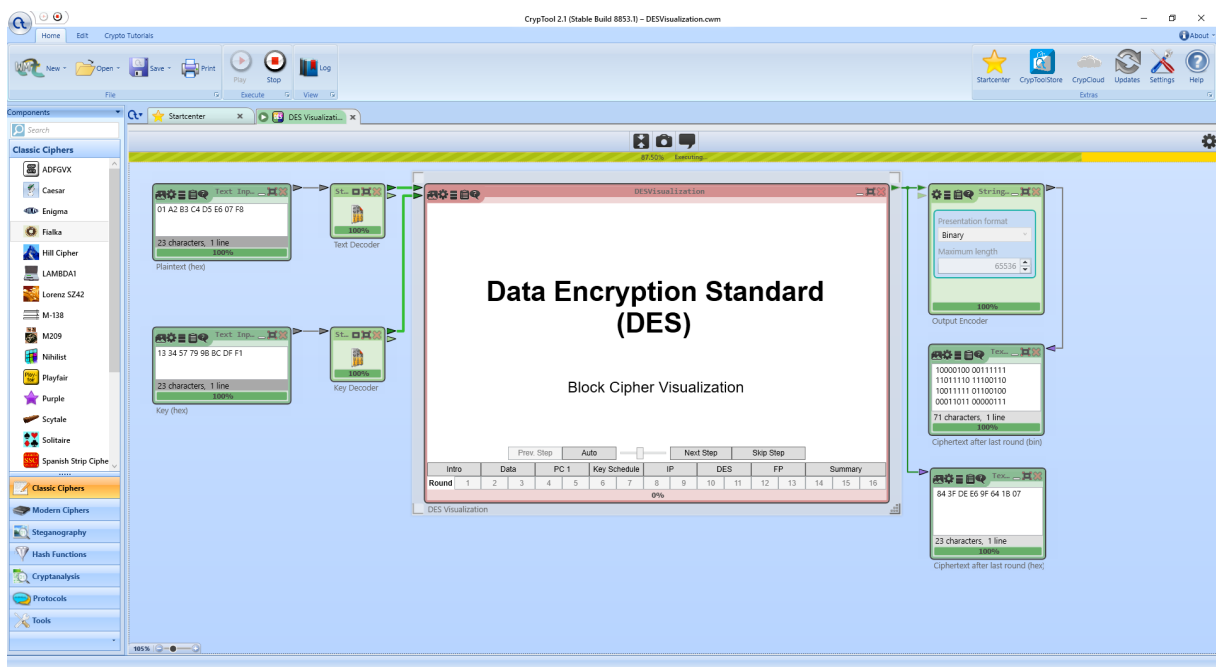 CrypTool 2.1 (Stable Build 8853.1) – DESVisualization.cwm
Home Edit Crypto Tutorials About
New Open Save Print Play Stop Log
File Execute View
Startcenter CrypToolStore CrypCloud Updates Settings Help
Extras
Components
Startcenter DES Visualizati...
Search
Classic Ciphers
ADFGVX
Caesar
Enigma
Fialka
Hill Cipher
LAMBDA1
Lorenz SZ42
M-138
M209
Nihilist
Playfair
Purple
Scytale
Solitaire
Spanish Strip Ciphe
Classic Ciphers
Modern Ciphers
Steganography
Hash Functions
Cryptanalysis
Protocols
Tools
87.50% Executing...
Text Inp...
01 A2 B3 C4 D5 E6 07 F8
23 characters, 1 line
100%
Plaintext (hex)
St...
100%
Text Decoder
Text Inp...
13 34 57 79 9B BC DF F1
23 characters, 1 line
100%
Key (hex)
St...
100%
Key Decoder
DESVisualization
Data Encryption Standard
(DES)
Block Cipher Visualization
Prev. Step Auto Next Step Skip Step
Intro Data PC 1 Key Schedule IP DES FP Summary
Round 1 2 3 4 5 6 7 8 9 10 11 12 13 14 15 16
0%
DES Visualization
String...
Presentation format
Binary
Maximum length
65536
100%
Output Encoder
Tex...
10000100 00111111
11011110 11100110
10011111 01100100
00011011 00000111
71 characters, 1 line
100%
Ciphertext after last round (bin)
Tex...
84 3F DE E6 9F 64 1B 07
23 characters, 1 line
100%
Ciphertext after last round (hex)
105%